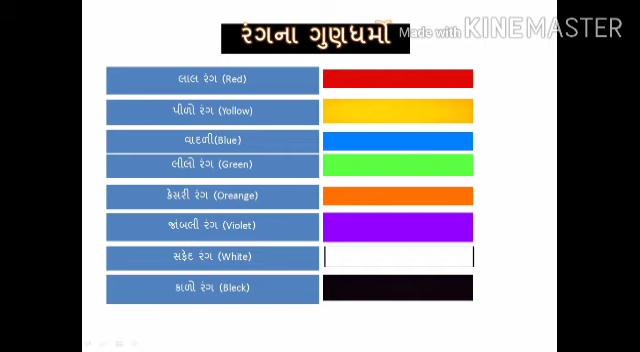 રંગના ગુણધર્મો
Made with KINEMASTER
લાલ રંગ (Red)
પીળો રંગ (Yollow)
વાદળી(Blue)
લીલો રંગ (Green)
કેસરી રંગ (Oreange)
જાંબલી રંગ (Violet)
સફેદ રંગ (White)
કાળો રંગ (Bleck)